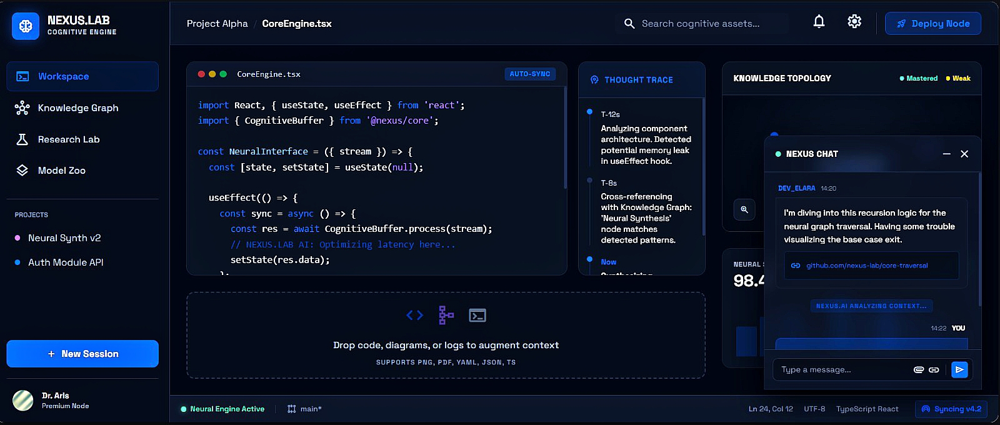 NEXUS.LAB
COGNITIVE ENGINE
Workspace
Knowledge Graph
Research Lab
Model Zoo
PROJECTS
Neural Synth v2
Auth Module API
+ New Session
Dr. Aris
Premium Node
Project Alpha / CoreEngine.tsx
Search cognitive assets...
Deploy Node
CoreEngine.tsx
AUTO-SYNC
import React, { useState, useEffect } from 'react';
import { CognitiveBuffer } from '@nexus/core';
const NeuralInterface = ({ stream }) => {
const [state, setState] = useState(null);
useEffect(() => {
const sync = async () => {
const res = await CognitiveBuffer.process(stream);
// NEXUS.LAB AI: Optimizing latency here...
setState(res.data);
};
THOUGHT TRACE
T-12s
Analyzing component
architecture. Detected
potential memory leak
in useEffect hook.
T-8s
Cross-referencing
with Knowledge Graph:
'Neural Synthesis'
node matches
detected patterns.
Now
Synthesizing
Drop code, diagrams, or logs to augment context
SUPPORTS PNG, PDF, YAML, JSON, TS
KNOWLEDGE TOPOLOGY
Mastered
Weak
NEURAL
98.4
NEXUS CHAT
DEV_ELARA 14:20
I'm diving into this recursion logic for the
neural graph traversal. Having some trouble
visualizing the base case exit.
github.com/nexus-lab/core-traversal
NEXUS.AI ANALYZING CONTEXT...
14:22 YOU
Type a message...
Neural Engine Active
main*
Ln 24, Col 12
UTF-8
TypeScript React
Syncing v4.2